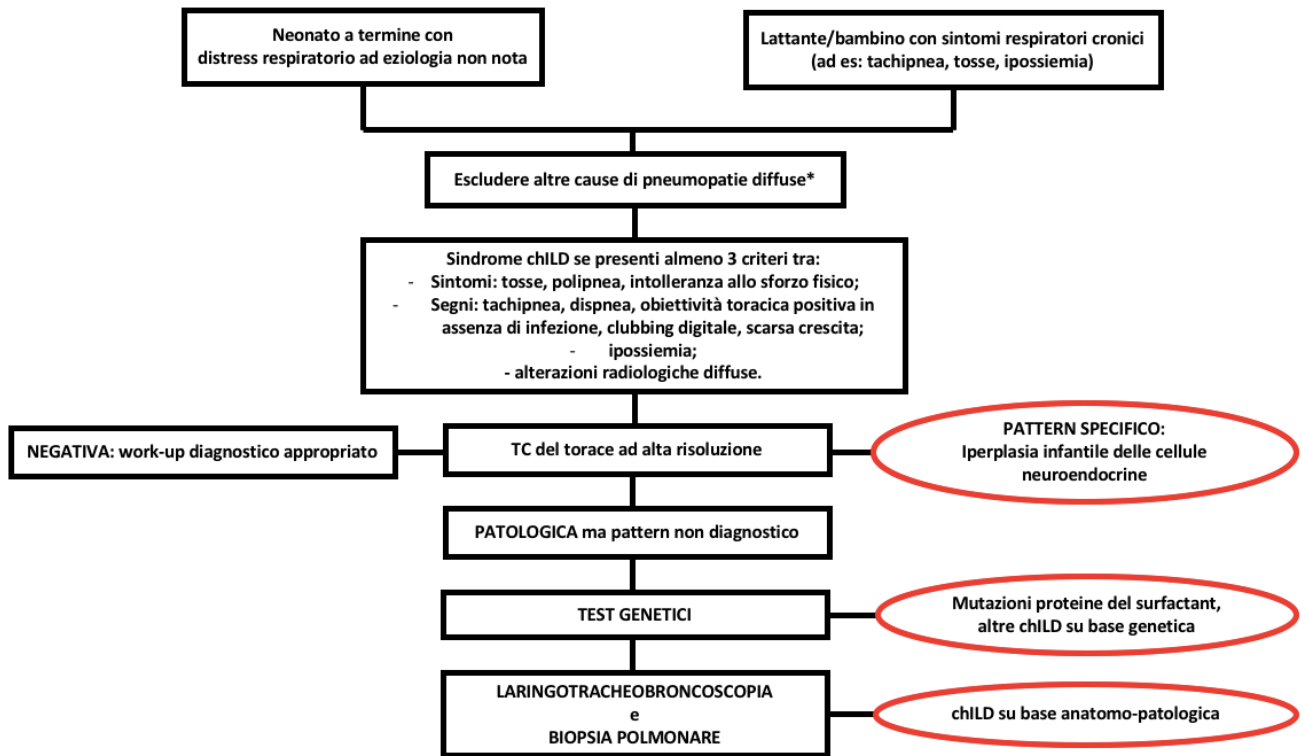 Neonato a termine con
distress respiratorio ad eziologia non nota
Lattante/bambino con sintomi respiratori cronici
(ad es: tachipnea, tosse, ipossiemia)
Escludere altre cause di pneumopatie diffuse*
Sindrome chILD se presenti almeno 3 criteri tra:
- Sintomi: tosse, polipnea, intolleranza allo sforzo fisico;
- Segni: tachipnea, dispnea, obiettività toracica positiva in
assenza di infezione, clubbing digitale, scarsa crescita;
- ipossiemia;
- alterazioni radiologiche diffuse.
NEGATIVA: work-up diagnostico appropriato
TC del torace ad alta risoluzione
PATTERN SPECIFICO:
Iperplasia infantile delle cellule
neuroendocrine
PATOLOGICA ma pattern non diagnostico
TEST GENETICI
Mutazioni proteine del surfactant,
altre chILD su base genetica
LARINGOTRACHEOBRONCOSCOPIA
e
BIOPSIA POLMONARE
chILD su base anatomo-patologica